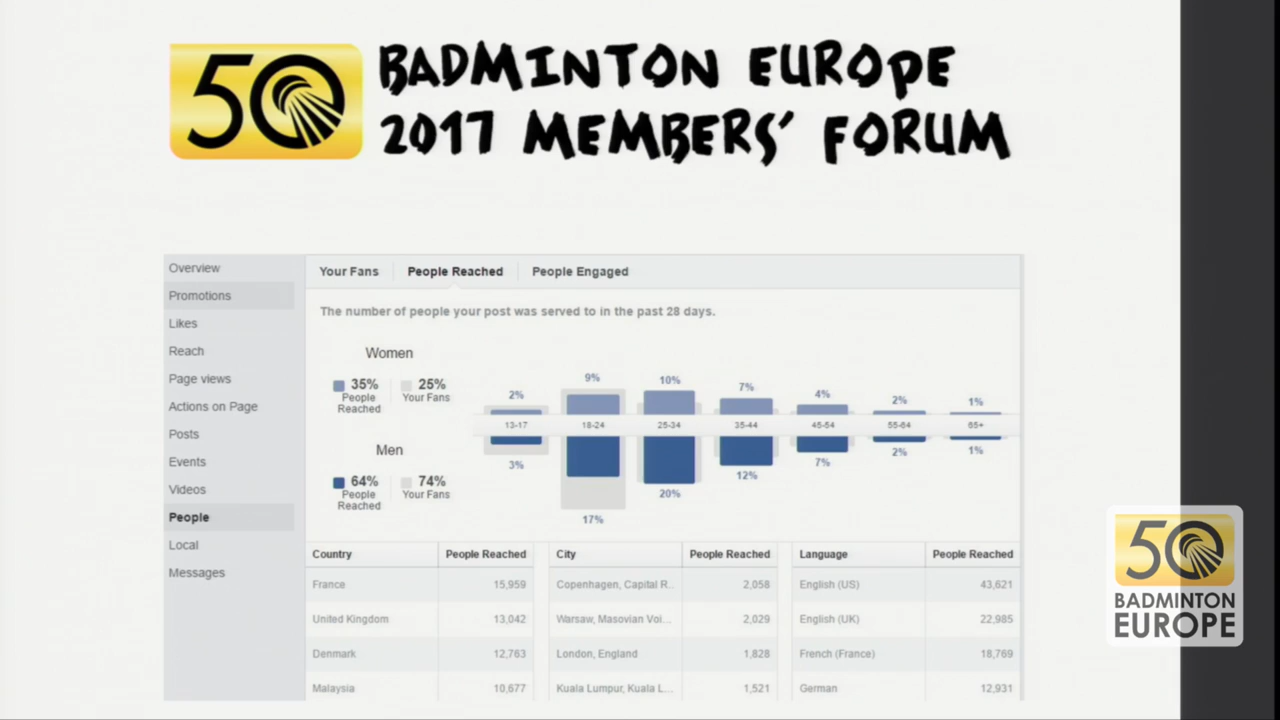 50 BADMINTON EUROPE
2017 MEMBERS' FORUM
Overview
Promotions
Likes
Reach
Page views
Actions on Page
Posts
Events
Videos
People
Local
Messages
Your Fans People Reached People Engaged
The number of people your post was served to in the past 28 days.
Women
35% People Reached
25% Your Fans
Men
64% People Reached
74% Your Fans
2% 9% 10% 7% 4% 2% 1%
13-17 18-24 25-34 35-44 45-54 55-64 65+
3% 17% 20% 12% 7% 2% 1%
Country People Reached City People Reached Language People Reached
France 15,959 Copenhagen, Capital R... 2,058 English (US) 43,621
United Kingdom 13,042 Warsaw, Masovian Voi... 2,029 English (UK) 22,985
Denmark 12,763 London, England 1,828 French (France) 18,769
Malaysia 10,677 Kuala Lumpur, Kuala L... 1,521 German 12,931
50
BADMINTON
EUROPE